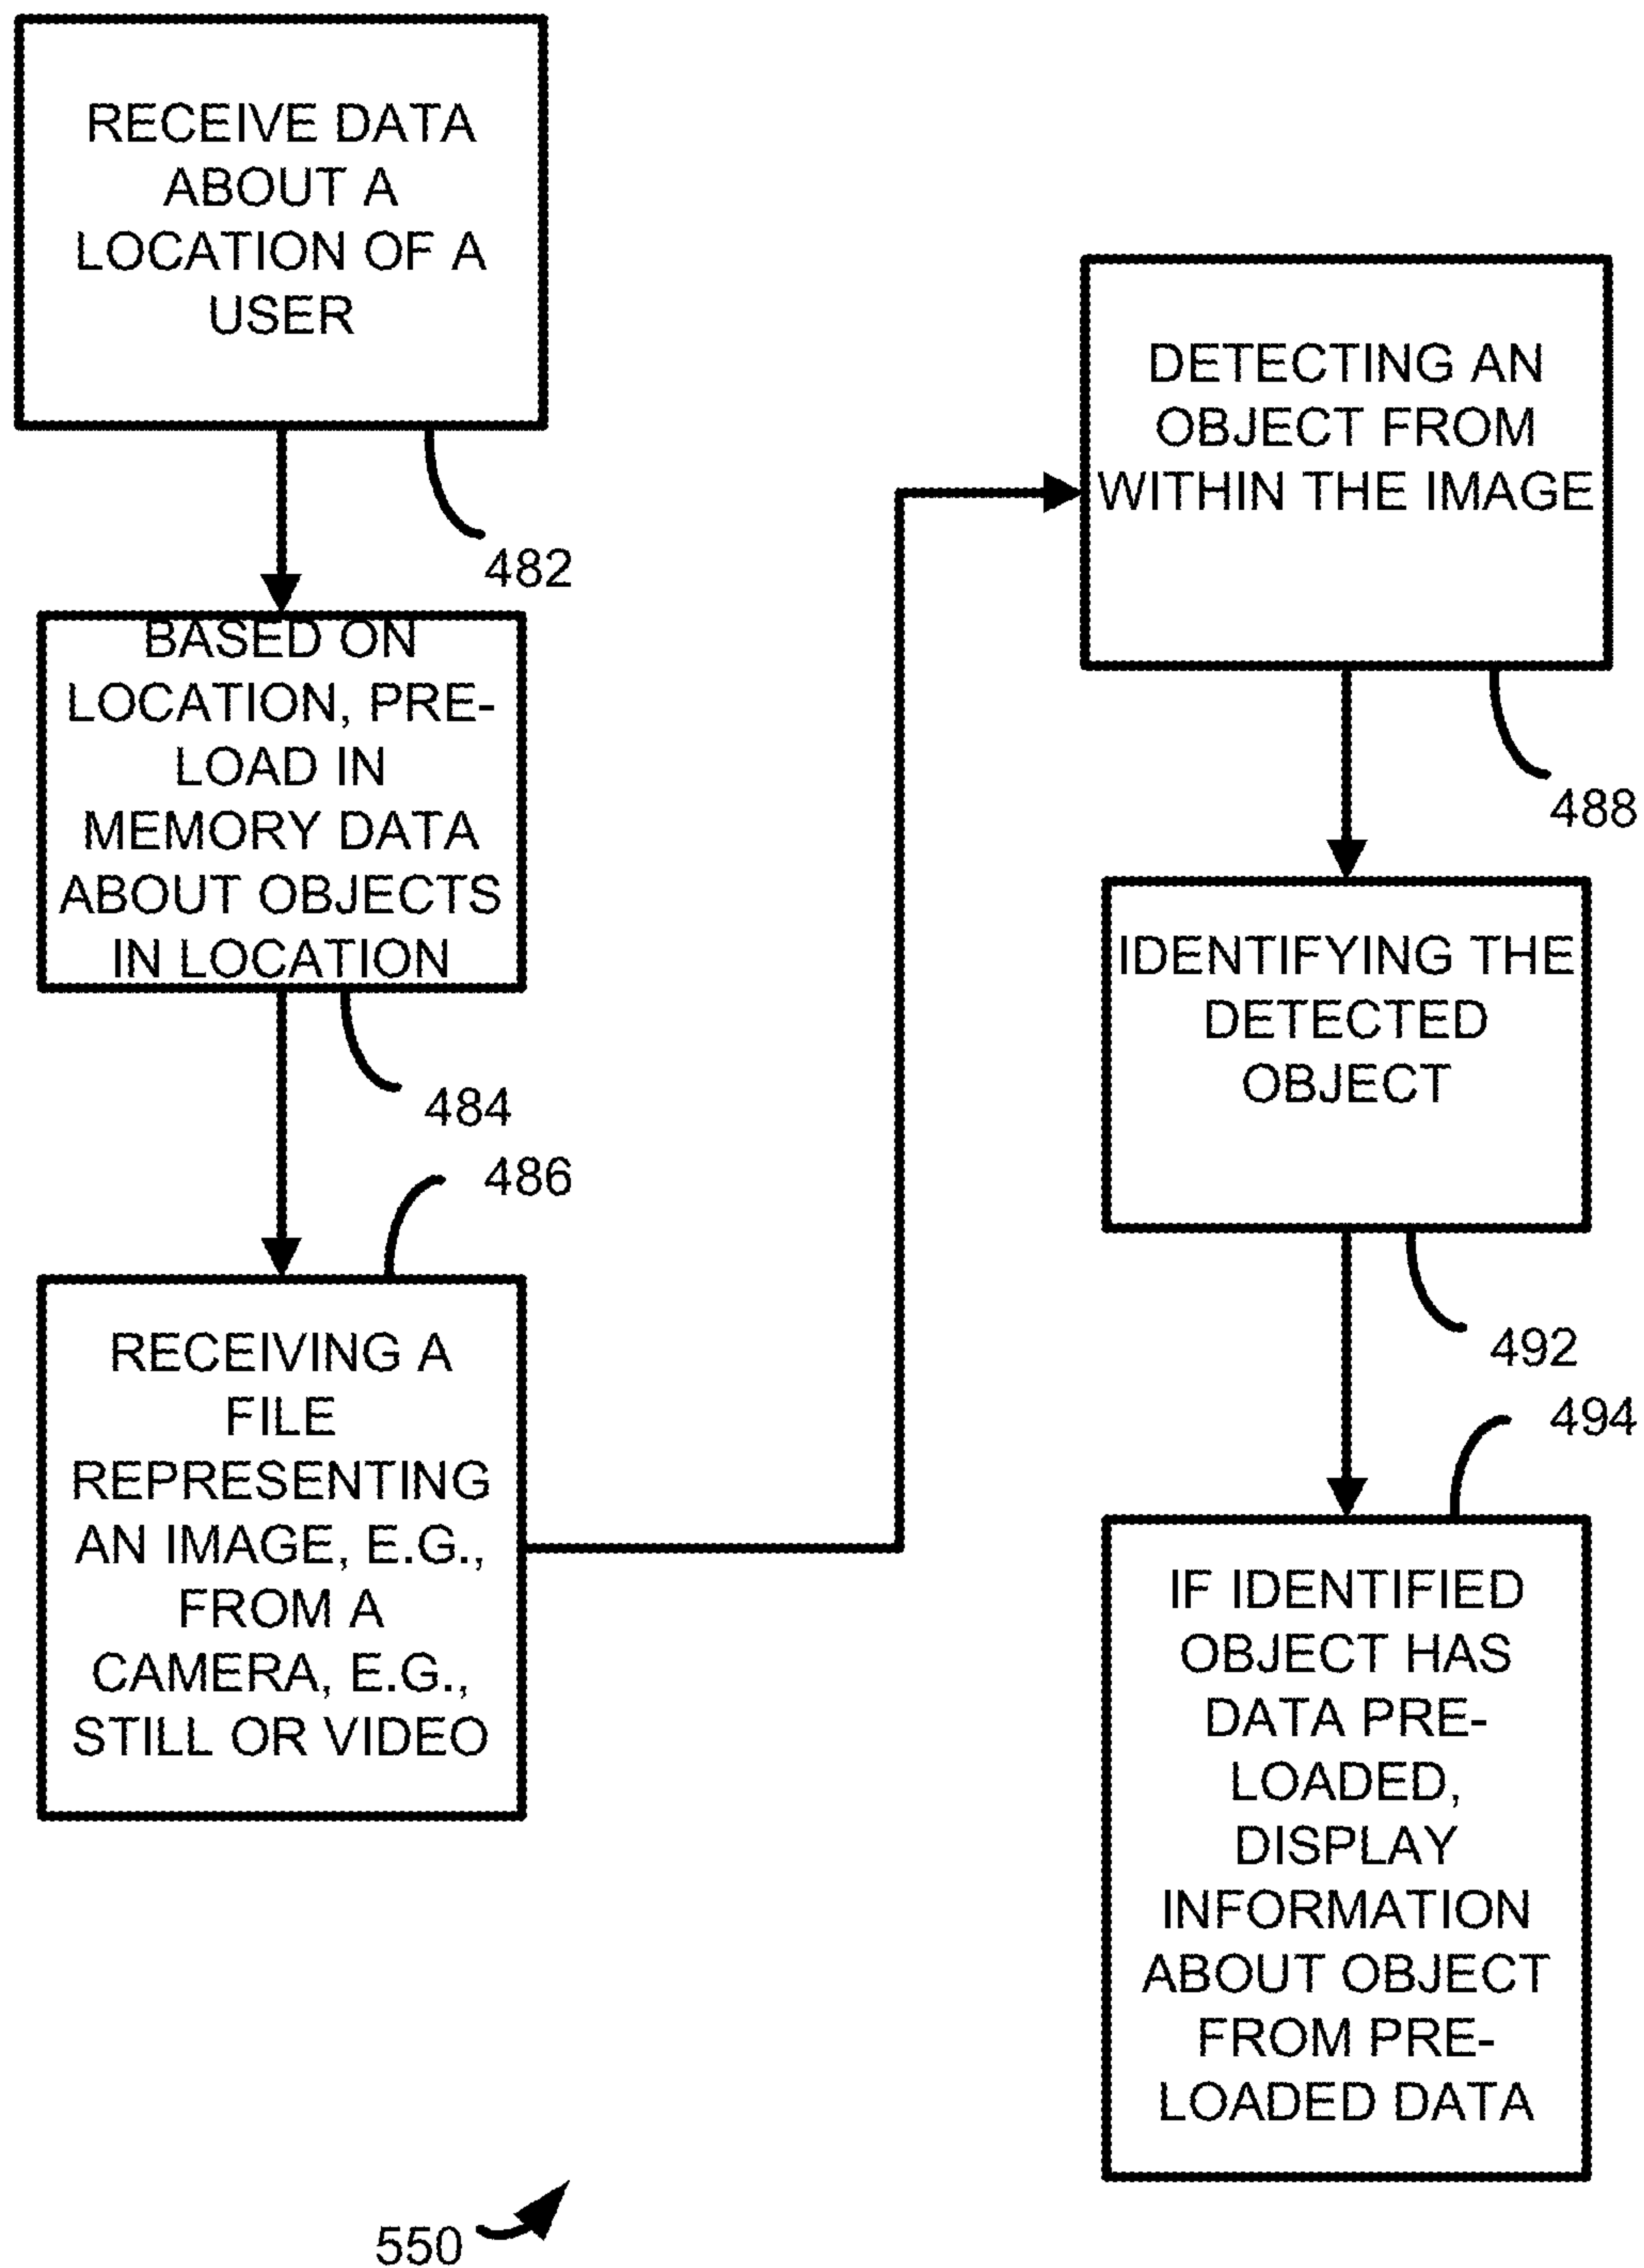 RECEIVE DATA
ABOUT A
LOCATION OF A
USER
482
BASED ON
LOCATION, PRE-
LOAD IN
MEMORY DATA
ABOUT OBJECTS
IN LOCATION
484
486
RECEIVING A
FILE
REPRESENTING
AN IMAGE, E.G.,
FROM A
CAMERA, E.G.,
STILL OR VIDEO
DETECTING AN
OBJECT FROM
WITHIN THE IMAGE
488
IDENTIFYING THE
DETECTED
OBJECT
492
494
IF IDENTIFIED
OBJECT HAS
DATA PRE-
LOADED,
DISPLAY
INFORMATION
ABOUT OBJECT
FROM PRE-
LOADED DATA
550